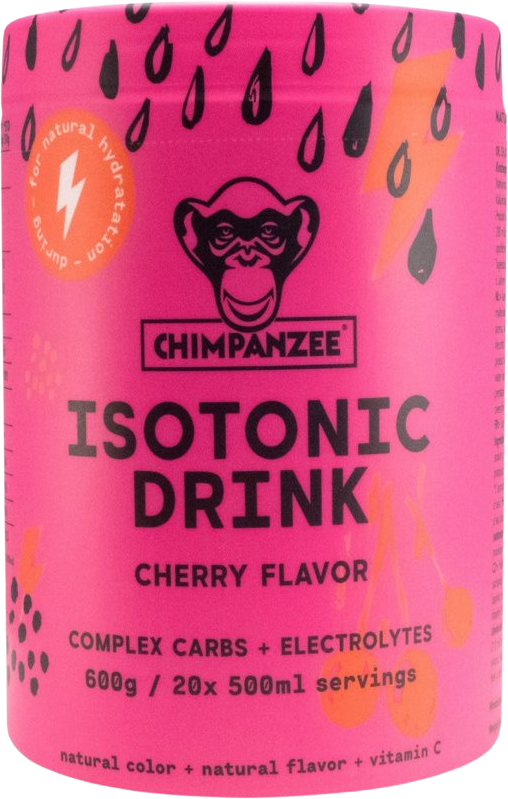 for natural hydratation - during -
CHIMPANZEE®
ISOTONIC
DRINK
CHERRY FLAVOR
COMPLEX CARBS + ELECTROLYTES
600g / 20x 500ml servings
natural color + natural flavor + vitamin C